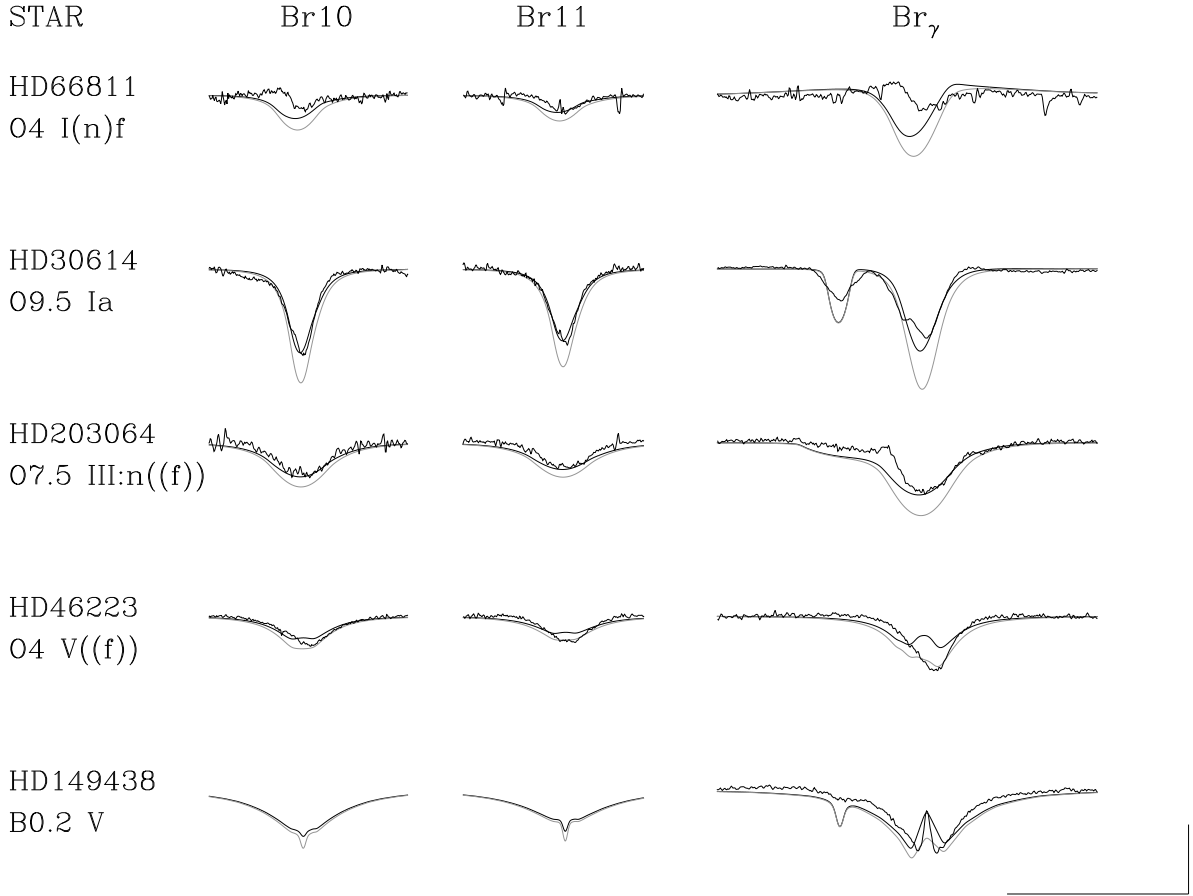 STAR Br10 Br11 Brγ
HD66811
O4 I(n)f
HD30614
O9.5 Ia
HD203064
O7.5 III:n((f))
HD46223
O4 V((f))
HD149438
B0.2 V